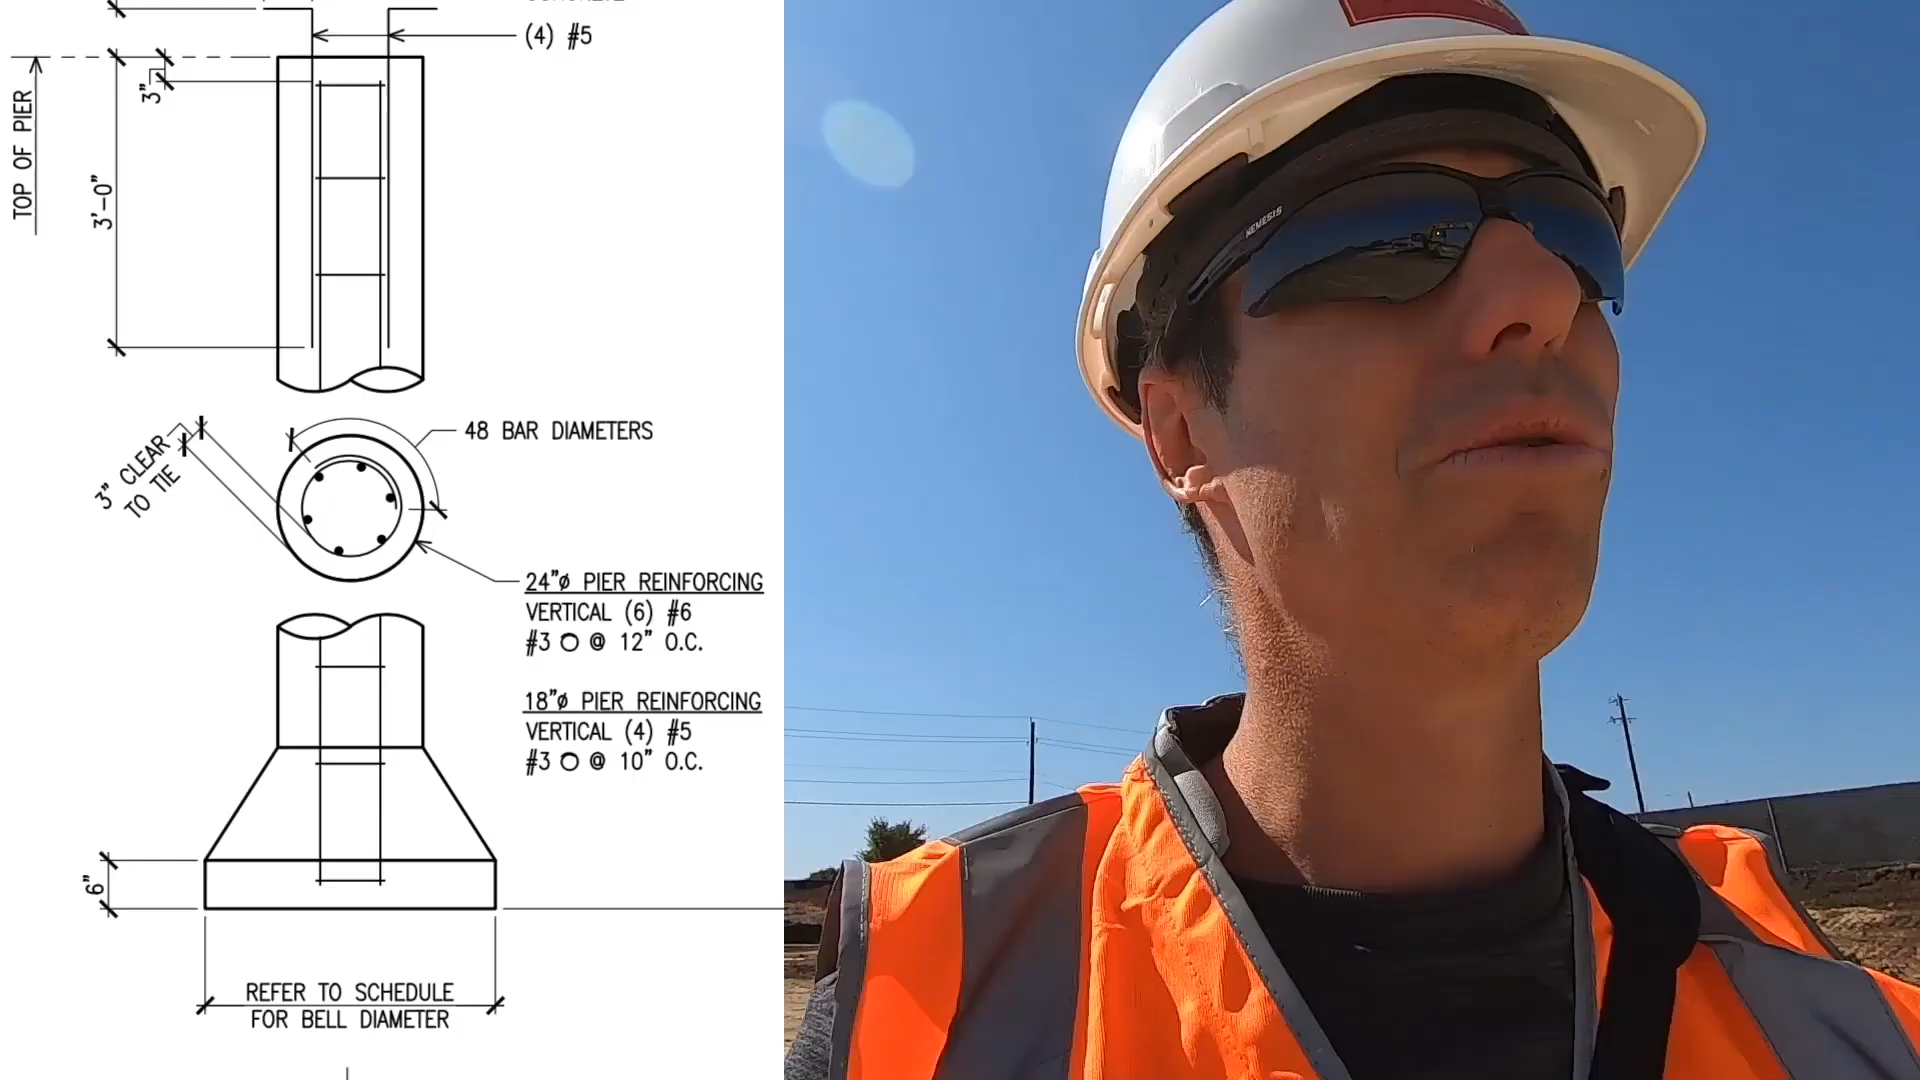 (4) #5
TOP OF PIER
3"
3'-0"
3" CLEAR
TO TIE
48 BAR DIAMETERS
24"ø PIER REINFORCING
VERTICAL (6) #6
#3 O @ 12" O.C.
18"ø PIER REINFORCING
VERTICAL (4) #5
#3 O @ 10" O.C.
6"
REFER TO SCHEDULE
FOR BELL DIAMETER
NEMESIS